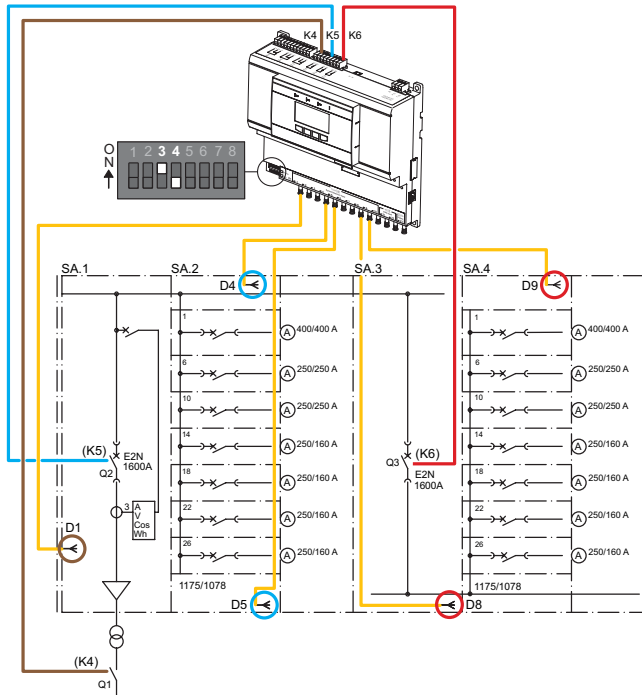 K4 K5 K6
O
N
1 2 3 4 5 6 7 8
SA.1
SA.2
SA.3
SA.4
D4
D9
1
400/400 A
A
6
250/250 A
A
10
250/250 A
A
14
250/160 A
A
18
250/160 A
A
22
250/160 A
A
26
250/160 A
A
1175/1078
(K5)
E2N
1600A
Q2
3
A
V
Cos
Wh
D1
D5
(K4)
Q1
(K6)
Q3
E2N
1600A
D8
1
400/400 A
A
6
250/250 A
A
10
250/250 A
A
14
250/160 A
A
18
250/160 A
A
22
250/160 A
A
26
250/160 A
A
1175/1078